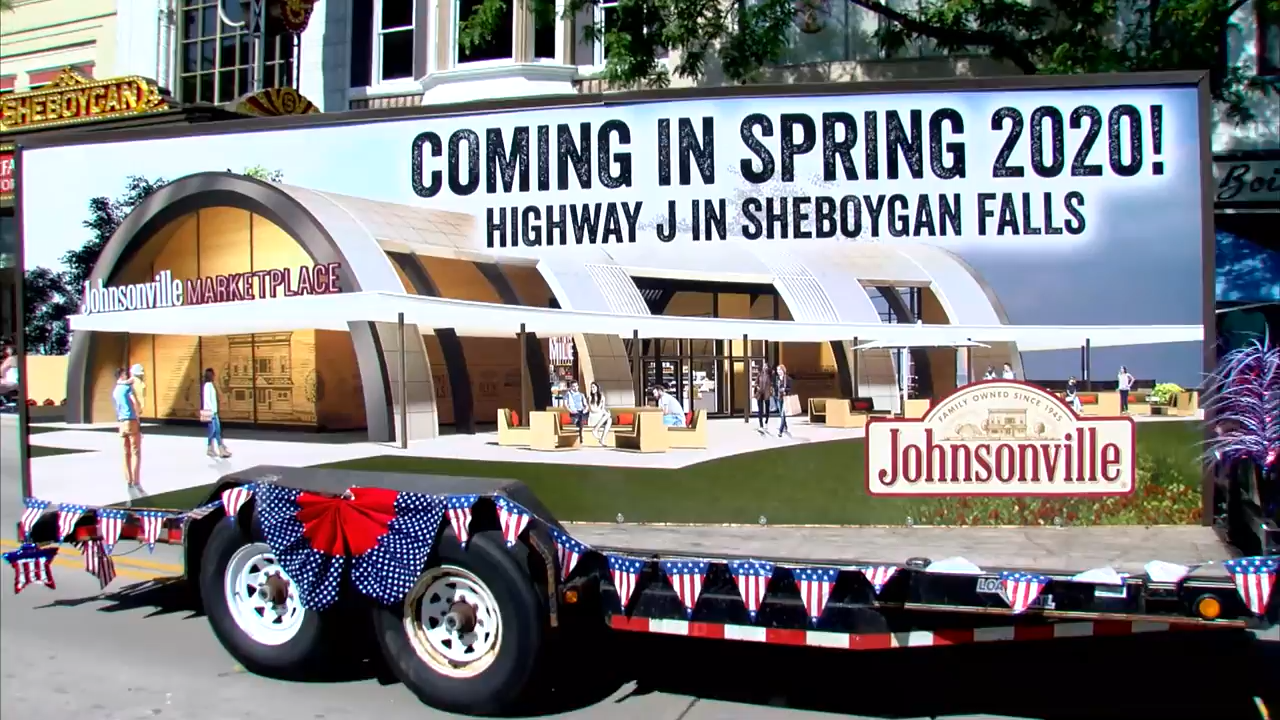 SHEBOYGAN
COMING IN SPRING 2020!
HIGHWAY J IN SHEBOYGAN FALLS
Johnsonville MARKETPLACE
FAMILY OWNED SINCE 1945
Johnsonville